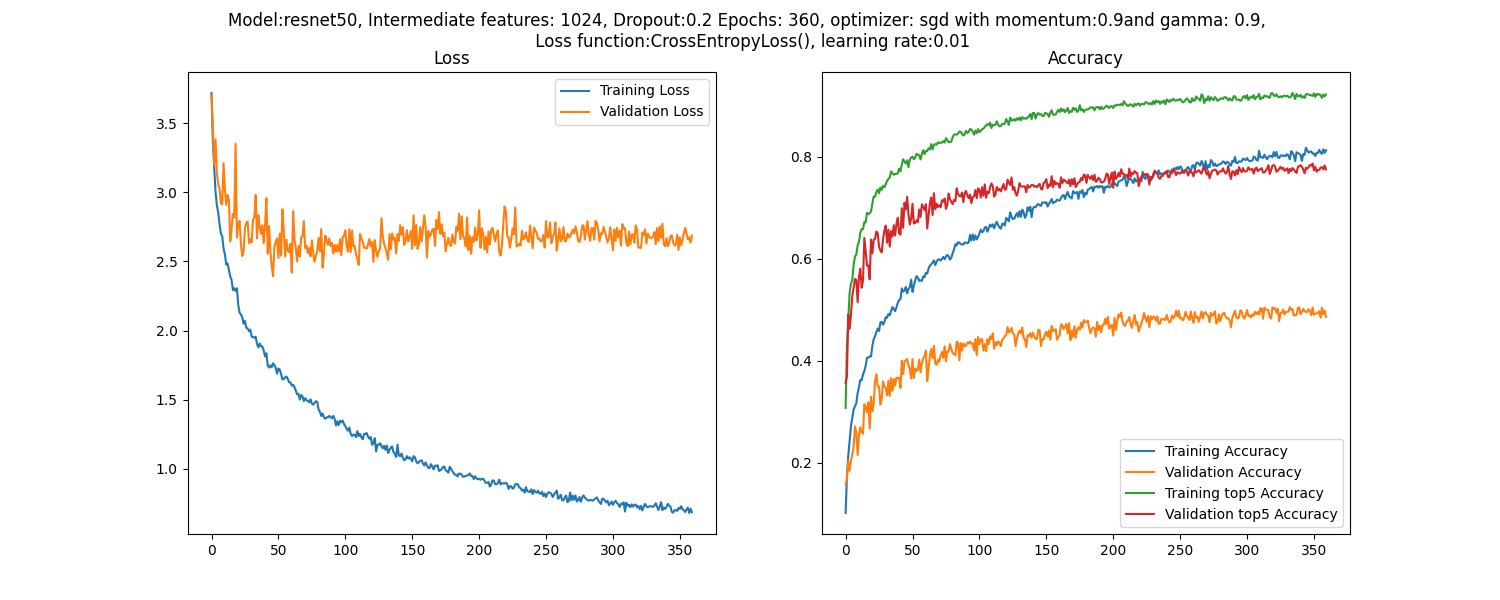 Model:resnet50, Intermediate features: 1024, Dropout:0.2 Epochs: 360, optimizer: sgd with momentum:0.9and gamma: 0.9,
Loss function:CrossEntropyLoss(), learning rate:0.01
Loss
Training Loss
Validation Loss
3.5
3.0
2.5
2.0
1.5
1.0
0 50 100 150 200 250 300 350
Accuracy
0.8
0.6
0.4
0.2
Training Accuracy
Validation Accuracy
Training top5 Accuracy
Validation top5 Accuracy
0 50 100 150 200 250 300 350